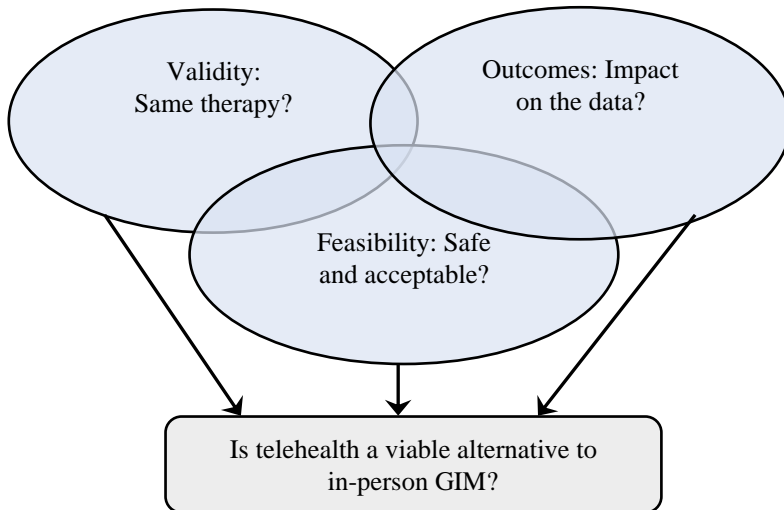 Validity:
Same therapy?
Outcomes: Impact
on the data?
Feasibility: Safe
and acceptable?
Is telehealth a viable alternative to
in-person GIM?